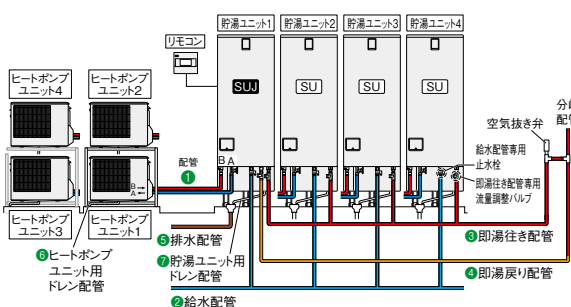 貯湯ユニット1
貯湯ユニット2
貯湯ユニット3
貯湯ユニット4
リモコン
SUJ
SU
SU
SU
ヒートポンプ
ユニット4
ヒートポンプ
ユニット2
B
A
配管
❶
B A
ヒートポンプ
ユニット3
ヒートポンプ
ユニット1
空気抜き弁
給水配管専用
止水栓
即湯往き配管専用
流量調整バルブ
❺排水配管
❼貯湯ユニット用
ドレン配管
❻ヒートポンプ
ユニット用
ドレン配管
❸即湯往き配管
❹即湯戻り配管
❷給水配管